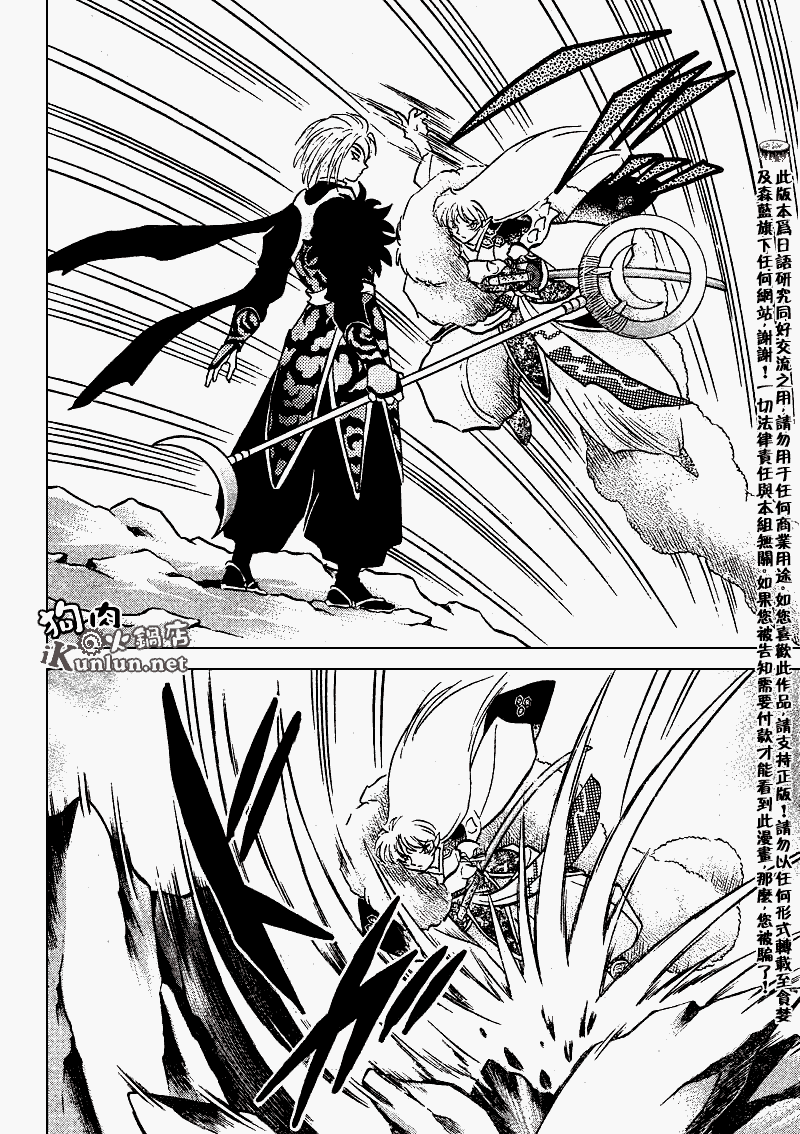 此版本爲日語研究同好交流之用,請勿用于任何商業用途。如您喜歡此作品,請支持正版!請勿以任何形式轉載至貪婪
及森藍旗下任何網站,謝謝!一切法律責任與本組無關。如果您被告知需要付款才能看到此漫畫,那麼,您被騙了!
狗肉
火鍋店
iKunlun.net